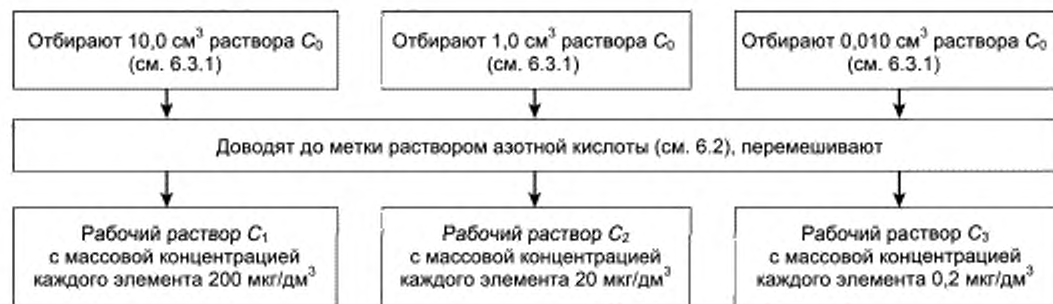 Отбирают 10,0 см³ раствора C₀
(см. 6.3.1)
Отбирают 1,0 см³ раствора C₀
(см. 6.3.1)
Отбирают 0,010 см³ раствора C₀
(см. 6.3.1)
Доводят до метки раствором азотной кислоты (см. 6.2), перемешивают
Рабочий раствор C₁
с массовой концентрацией
каждого элемента 200 мкг/дм³
Рабочий раствор C₂
с массовой концентрацией
каждого элемента 20 мкг/дм³
Рабочий раствор C₃
с массовой концентрацией
каждого элемента 0,2 мкг/дм³